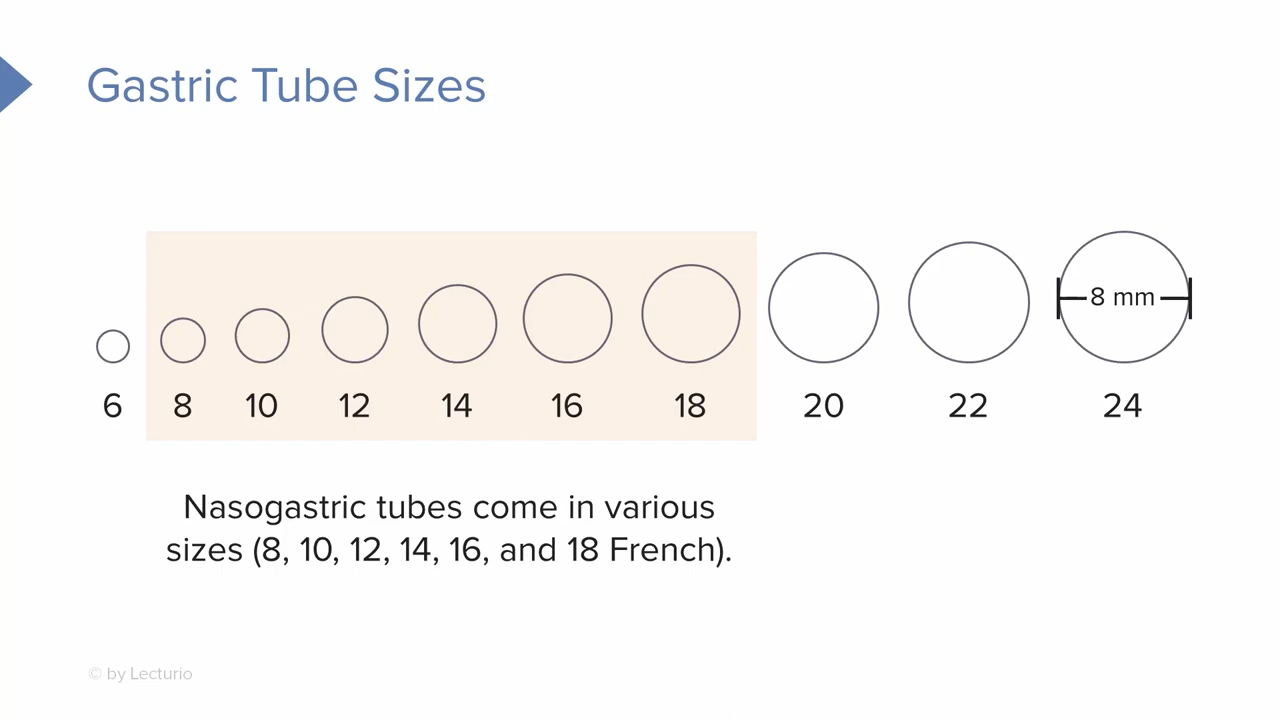 Gastric Tube Sizes
8 mm
6 8 10 12 14 16 18 20 22 24
Nasogastric tubes come in various
sizes (8, 10, 12, 14, 16, and 18 French).
© by Lecturio